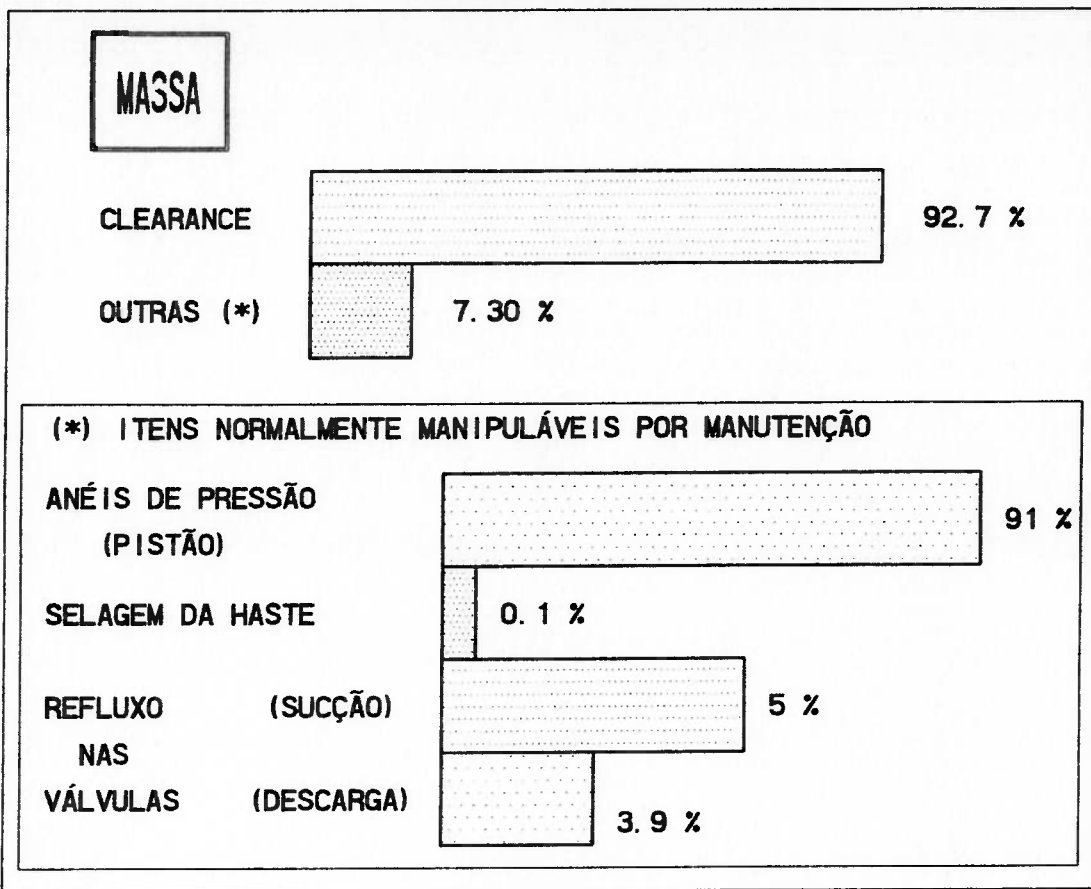 MASSA
CLEARANCE 92.7 %
OUTRAS (*) 7.30 %
(*) ITENS NORMALMENTE MANIPULÁVEIS POR MANUTENÇÃO
ANÉIS DE PRESSÃO
(PISTÃO) 91 %
SELAGEM DA HASTE 0.1 %
REFLUXO (SUCÇÃO) 5 %
NAS
VÁLVULAS (DESCARGA) 3.9 %